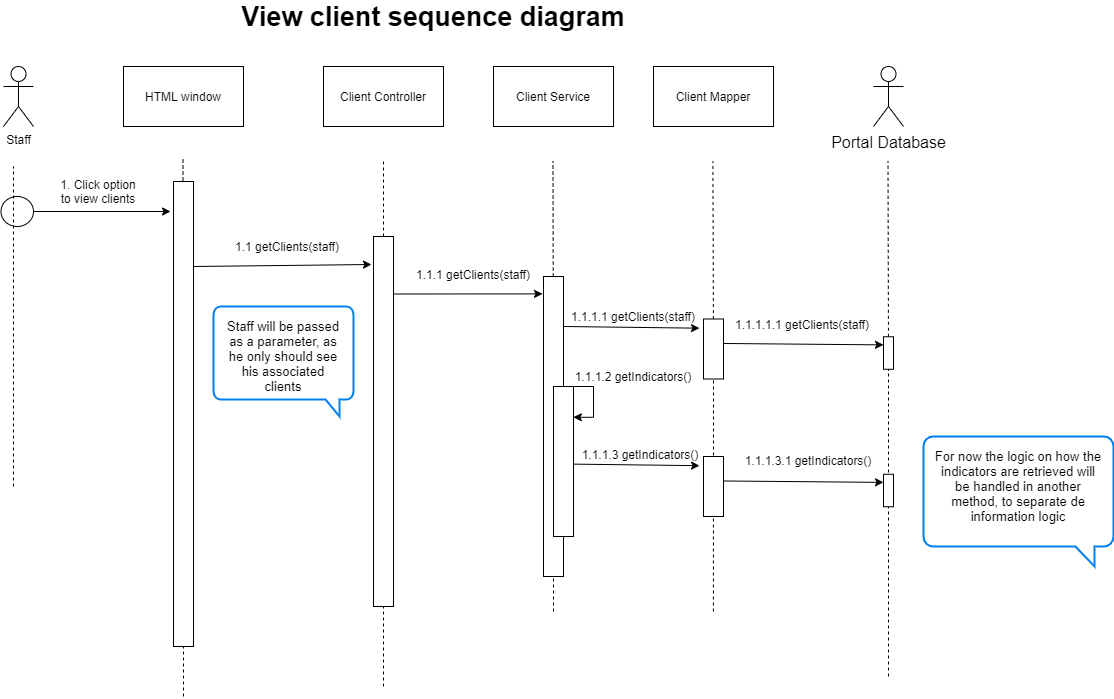 View client sequence diagram
HTML window
Client Controller
Client Service
Client Mapper
Staff
Portal Database
1. Click option
to view clients
1.1 getClients(staff)
1.1.1 getClients(staff)
1.1.1.1 getClients(staff)
1.1.1.1.1 getClients(staff)
Staff will be passed
as a parameter, as
he only should see
his associated
clients
1.1.1.2 getIndicators()
1.1.1.3 getIndicators()
1.1.1.3.1 getIndicators()
For now the logic on how the
indicators are retrieved will
be handled in another
method, to separate de
information logic